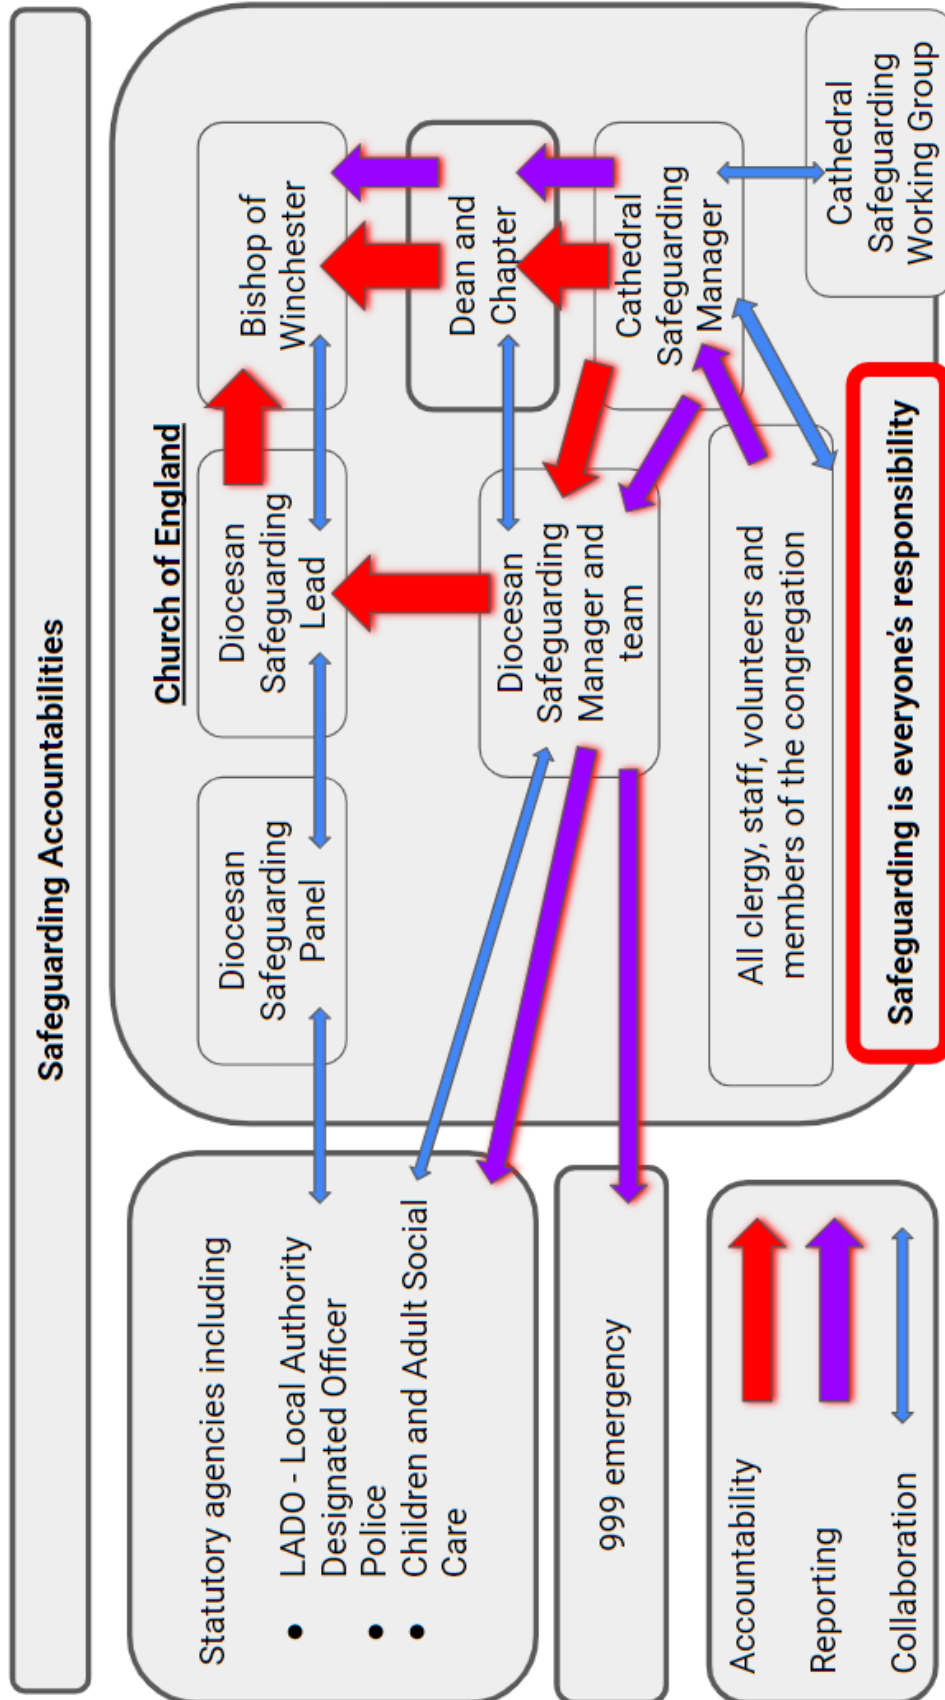 Safeguarding Accountabilities
Church of England
Statutory agencies including
● LADO - Local Authority
Designated Officer
● Police
● Children and Adult Social
Care
999 emergency
Accountability
Reporting
Collaboration
Diocesan
Safeguarding
Panel
Diocesan
Safeguarding
Lead
Bishop of
Winchester
Diocesan
Safeguarding
Manager and
team
Dean and
Chapter
Cathedral
Safeguarding
Manager
All clergy, staff, volunteers and
members of the congregation
Cathedral
Safeguarding
Working Group
Safeguarding is everyone's responsibility